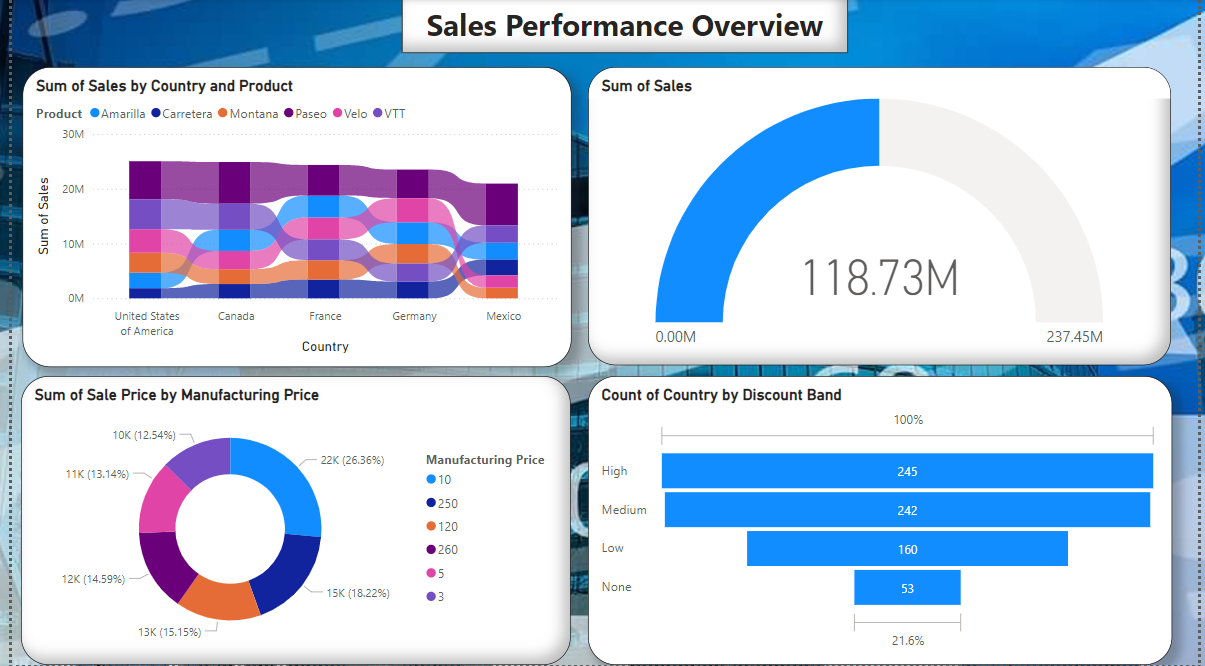 Sales Performance Overview
Sum of Sales by Country and Product
Product Amarilla Carretera Montana Paseo Velo VTT
30M
20M
10M
0M
Sum of Sales
United States
of America
Canada
France
Germany
Mexico
Country
Sum of Sales
118.73M
0.00M
237.45M
Sum of Sale Price by Manufacturing Price
10K (12.54%)
22K (26.36%)
11K (13.14%)
12K (14.59%)
15K (18.22%)
13K (15.15%)
Manufacturing Price
10
250
120
260
5
3
Count of Country by Discount Band
100%
High 245
Medium 242
Low 160
None 53
21.6%